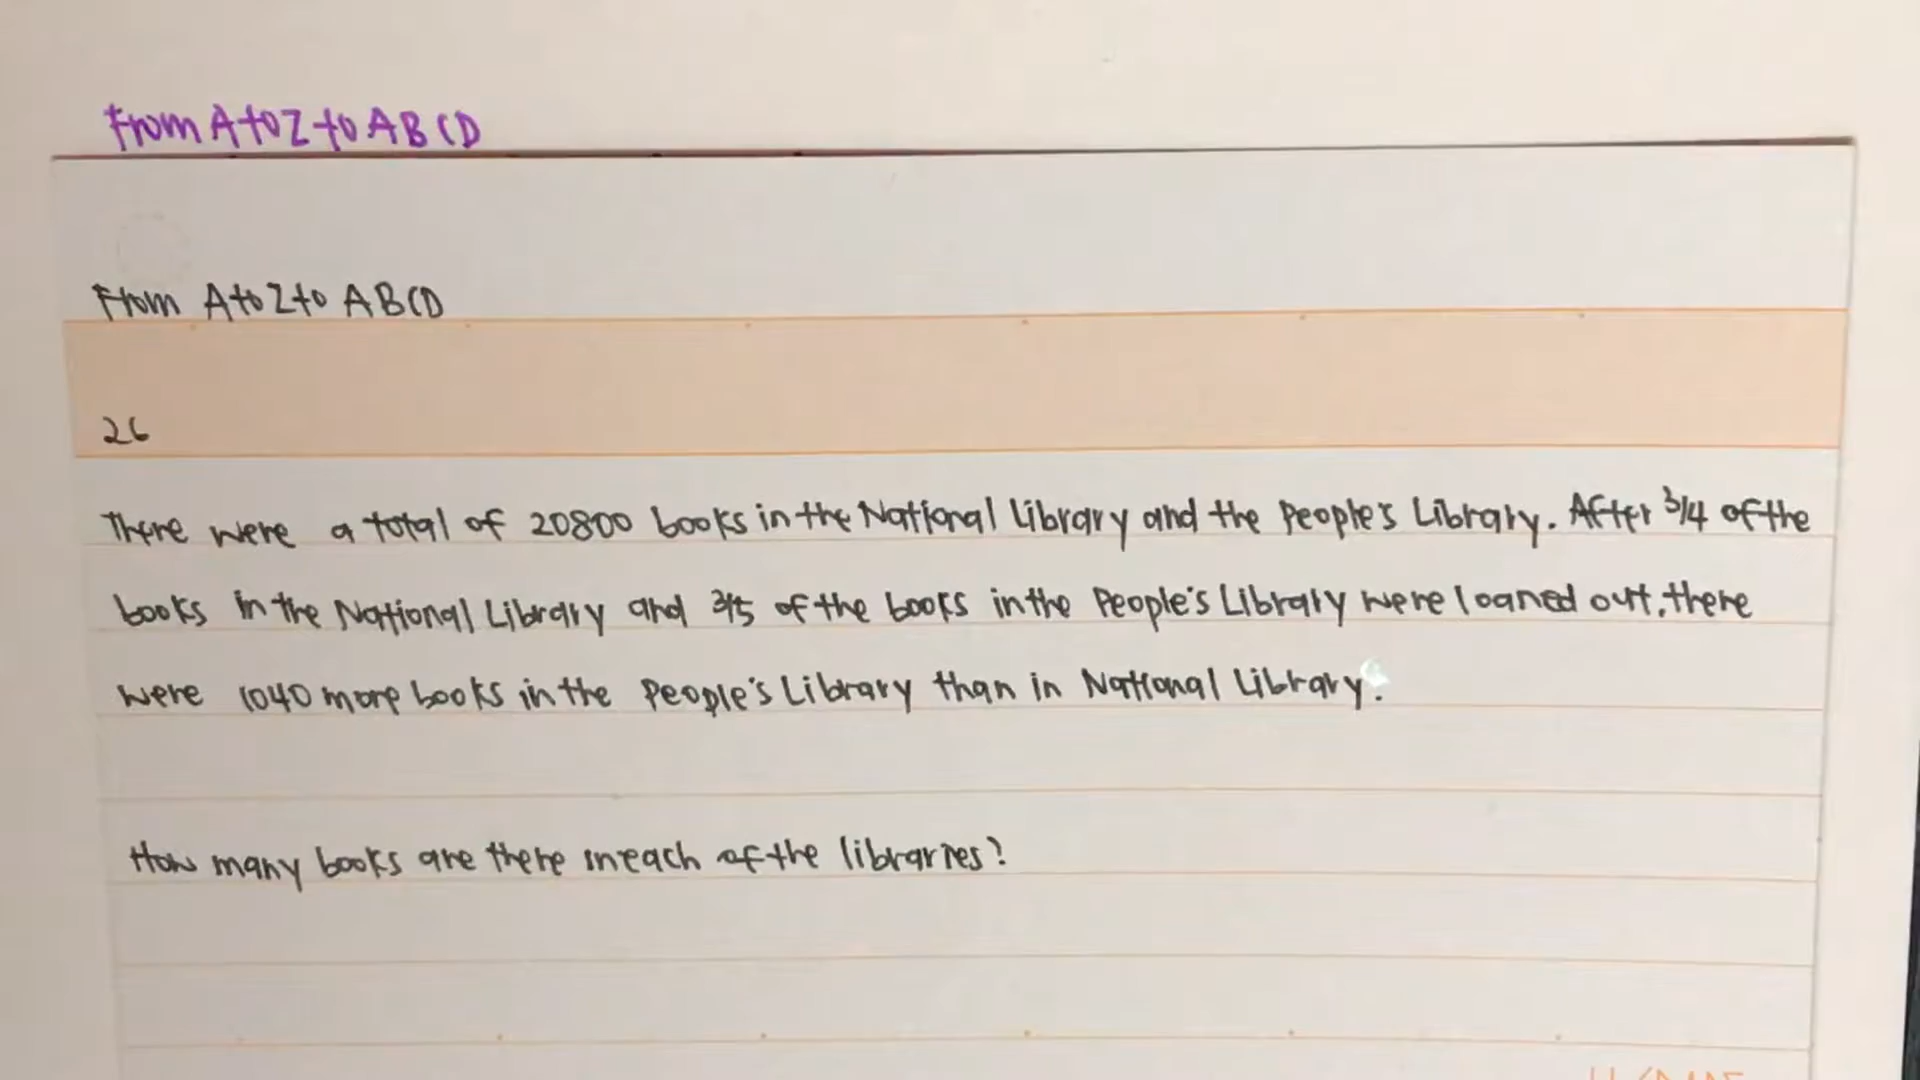 From A to Z to ABCD
From A to Z to ABCD
26
There were a total of 20800 books in the National Library and the People's Library. After 3/4 of the
books in the National Library and 3/5 of the books in the People's Library were loaned out, there
were 1040 more books in the People's Library than in National Library.
How many books are there in each of the libraries?